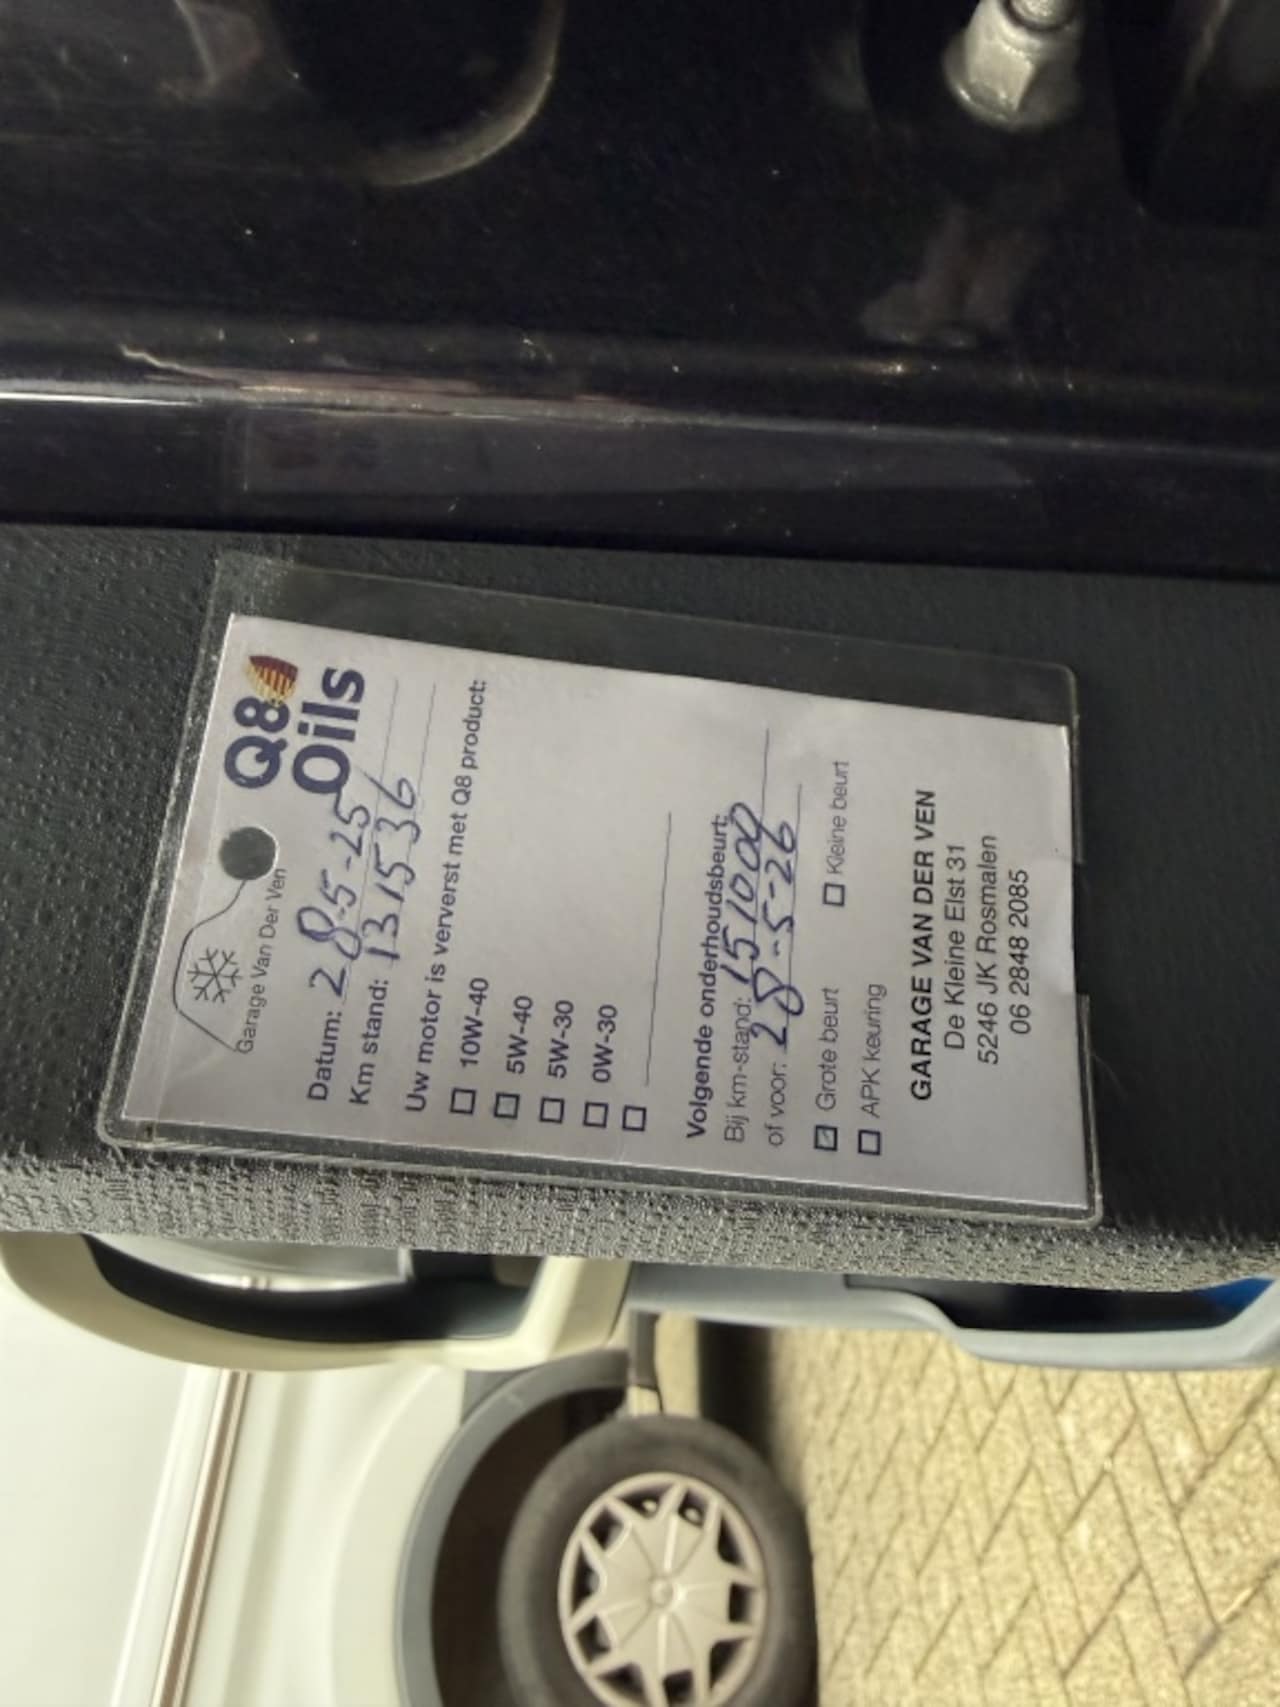 Garage Van Der Ven
Q8
Oils
Datum: 28-5-25
Km stand: 131536
Uw motor is ververst met Q8 product:
10W-40
5W-40
5W-30
0W-30
Volgende onderhoudsbeurt:
Bij km-stand: 151000
of voor: 28-5-26
Grote beurt
Kleine beurt
APK keuring
GARAGE VAN DER VEN
De Kleine Elst 31
5246 JK Rosmalen
06 2848 2085